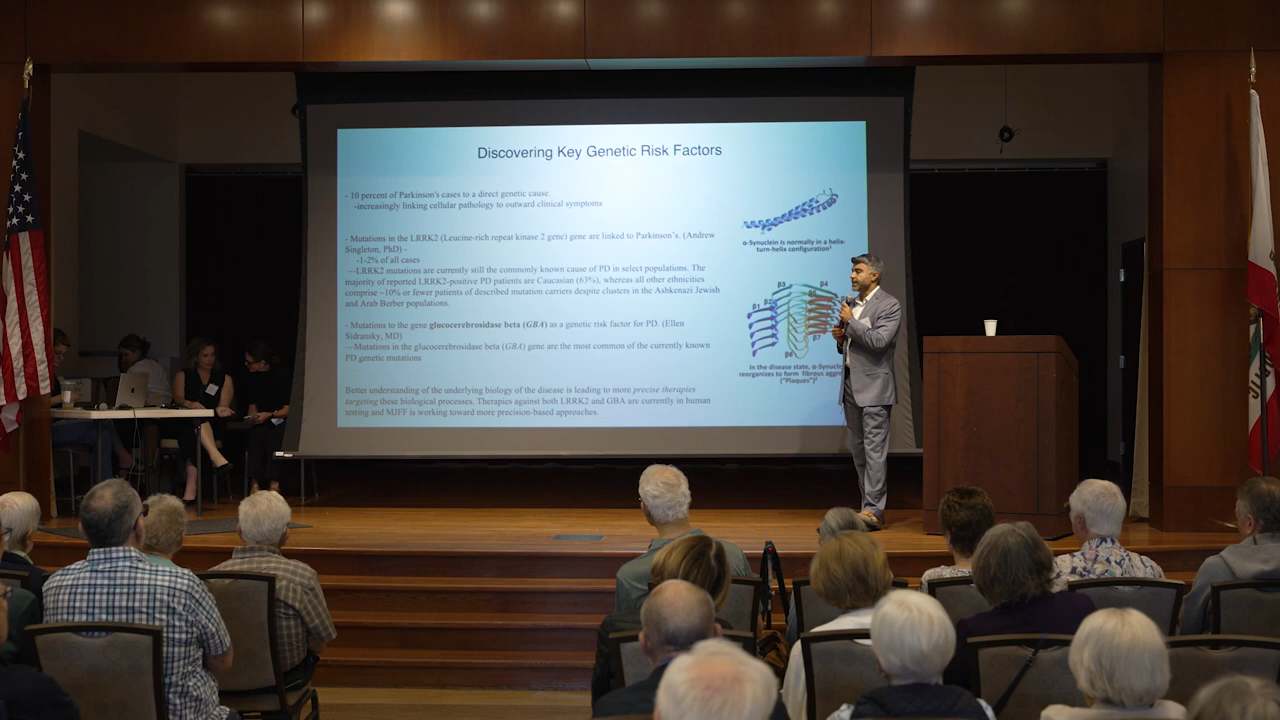 Discovering Key Genetic Risk Factors
- 10 percent of Parkinson's cases to a direct genetic cause.
-increasingly linking cellular pathology to outward clinical symptoms
- Mutations in the LRRK2 (Leucine-rich repeat kinase 2 gene) gene are linked to Parkinson's. (Andrew
Singleton, PhD) -
-1-2% of all cases
—LRRK2 mutations are currently still the commonly known cause of PD in select populations. The
majority of reported LRRK2-positive PD patients are Caucasian (63%), whereas all other ethnicities
comprise ~10% or fewer patients of described mutation carriers despite clusters in the Ashkenazi Jewish
and Arab Berber populations.
- Mutations to the gene glucocerebrosidase beta (GBA) as a genetic risk factor for PD. (Ellen
Sidransky, MD)
—Mutations in the glucocerebrosidase beta (GBA) gene are the most common of the currently known
PD genetic mutations
Better understanding of the underlying biology of the disease is leading to more precise therapies
targeting these biological processes. Therapies against both LRRK2 and GBA are currently in human
testing and MJFF is working toward more precision-based approaches.
α-Synuclein is normally in a helix-
turn-helix configuration
β3 β4
β1 β2
β7
β6
In the disease state, α-Synucle
reorganizes to form fibrous aggre
("Plaques")